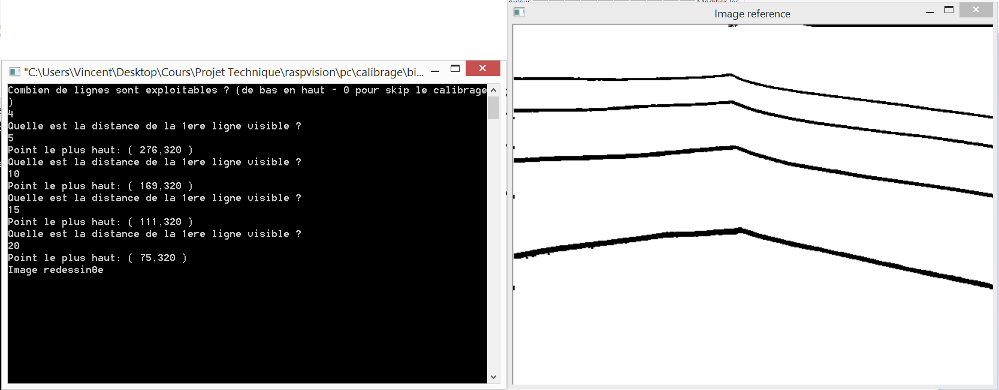 "C:\Users\Vincent\Desktop\Cours\Projet Technique\raspvision\pc\calibrage\bi...
Combien de lignes sont exploitables ? (de bas en haut - 0 pour skip le calibrage
)
4
Quelle est la distance de la 1ere ligne visible ?
5
Point le plus haut: ( 276,320 )
Quelle est la distance de la 1ere ligne visible ?
10
Point le plus haut: ( 169,320 )
Quelle est la distance de la 1ere ligne visible ?
15
Point le plus haut: ( 111,320 )
Quelle est la distance de la 1ere ligne visible ?
20
Point le plus haut: ( 75,320 )
Image redessinθe
Image reference